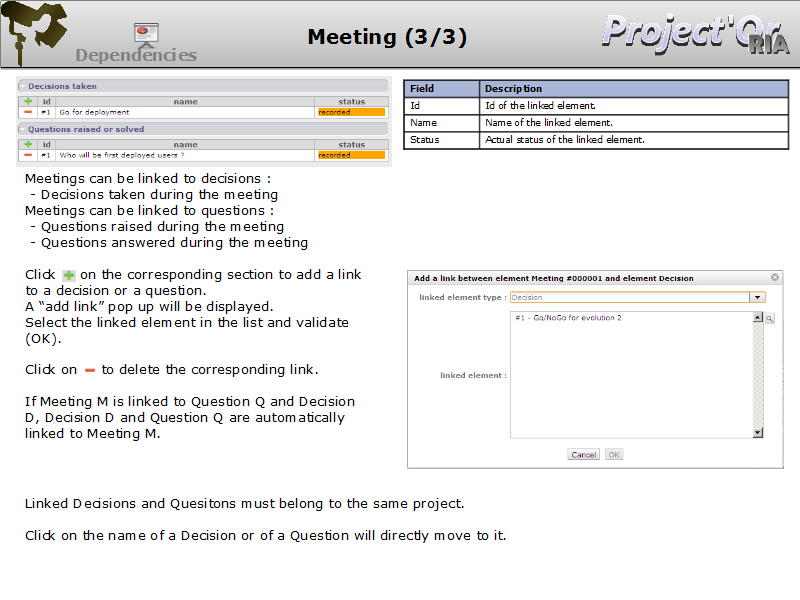 Meeting (3/3)
Project'Or
RIA
Dependencies
Decisions taken
id name status
#1 Go for deployment recorded
Questions raised or solved
id name status
#1 Who will be first deployed users ? recorded
Field Description
Id Id of the linked element.
Name Name of the linked element.
Status Actual status of the linked element.
Meetings can be linked to decisions :
- Decisions taken during the meeting
Meetings can be linked to questions :
- Questions raised during the meeting
- Questions answered during the meeting
Click on the corresponding section to add a link
to a decision or a question.
A “add link” pop up will be displayed.
Select the linked element in the list and validate
(OK).
Click on to delete the corresponding link.
If Meeting M is linked to Question Q and Decision
D, Decision D and Question Q are automatically
linked to Meeting M.
Add a link between element Meeting #000001 and element Decision
linked element type : Decision
#1 - Go/NoGo for evolution 2
linked element :
Cancel OK
Linked Decisions and Quesitons must belong to the same project.
Click on the name of a Decision or of a Question will directly move to it.